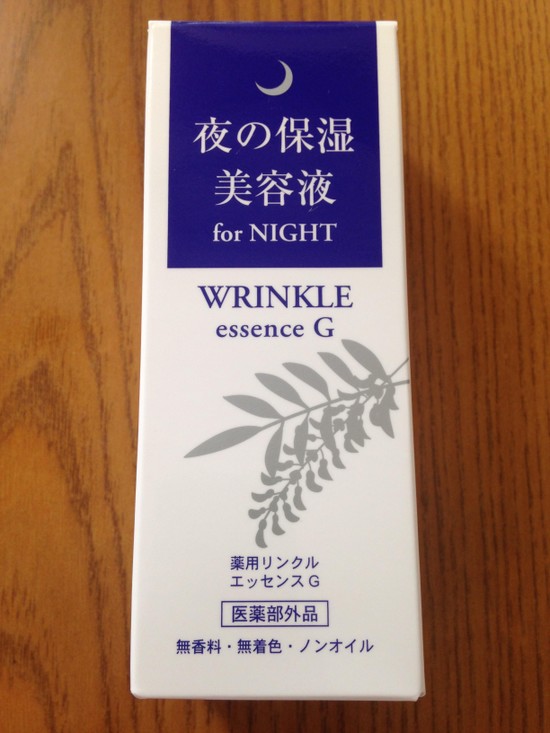 夜の保湿
美容液
for NIGHT
WRINKLE
essence G
薬用リンクル
エッセンスG
医薬部外品
無香料・無着色・ノンオイル